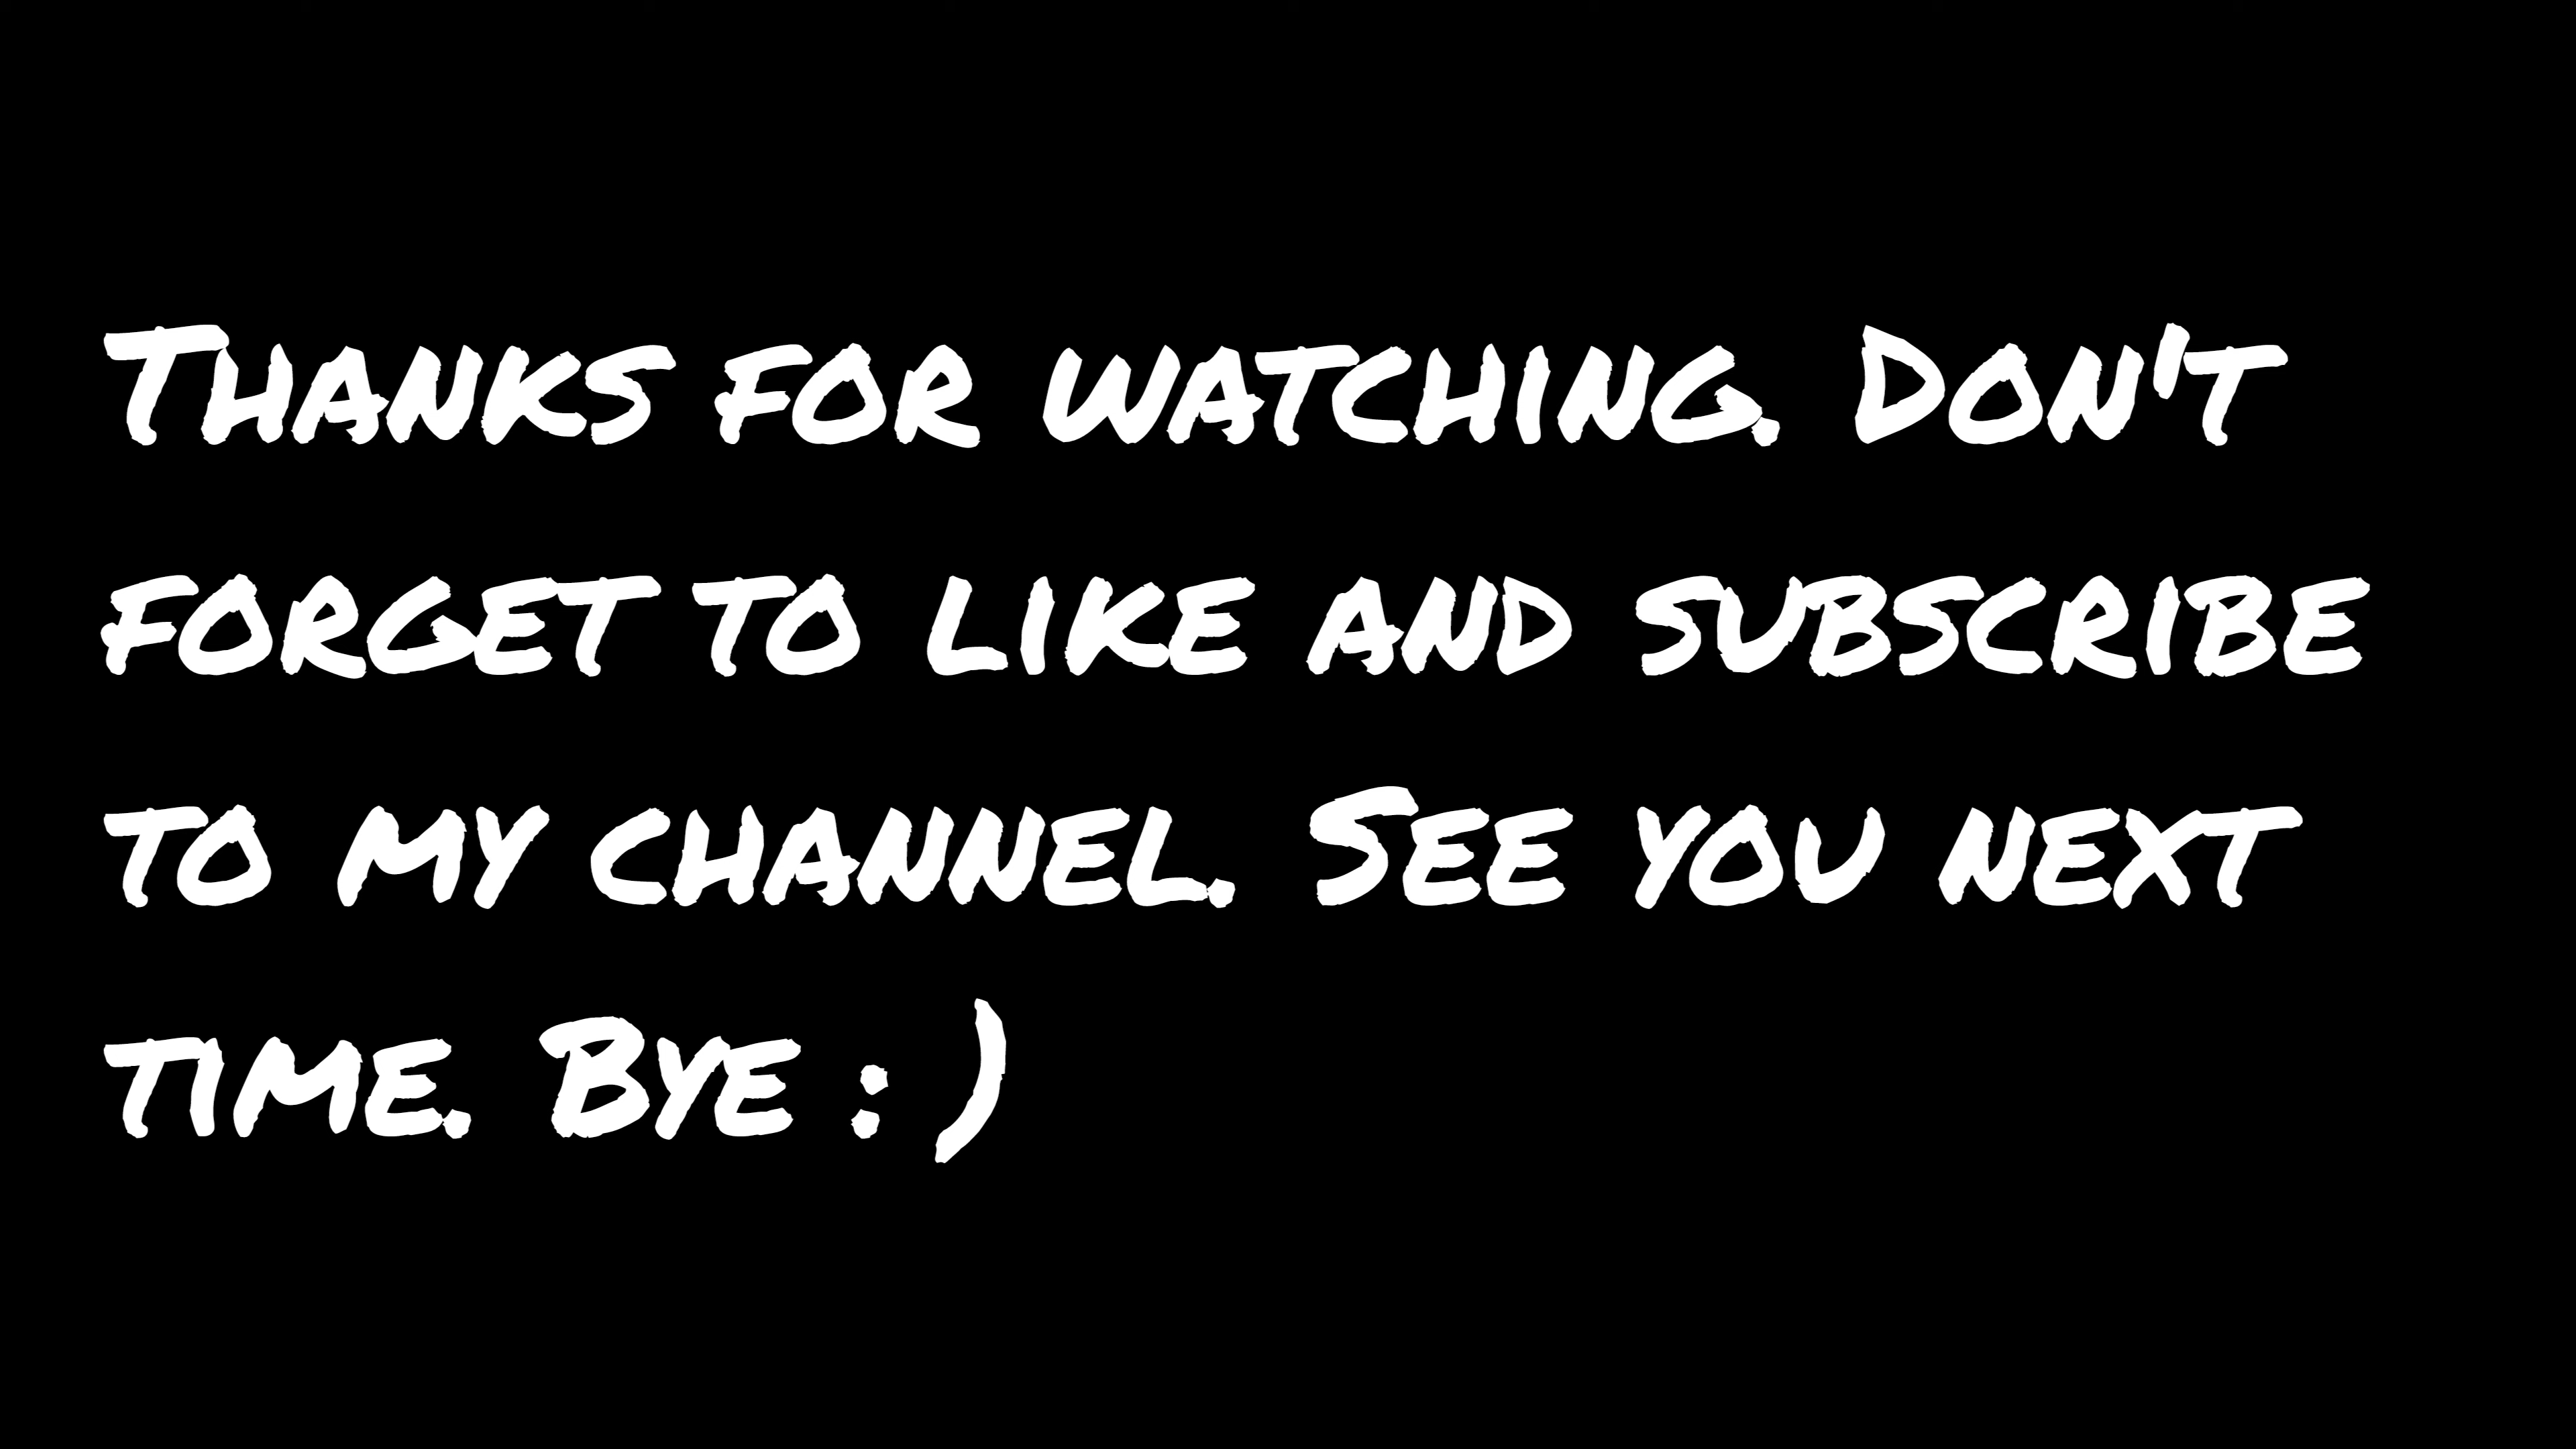 Thanks for watching. Don't
forget to like and subscribe
to my channel. See you next
time. Bye : )